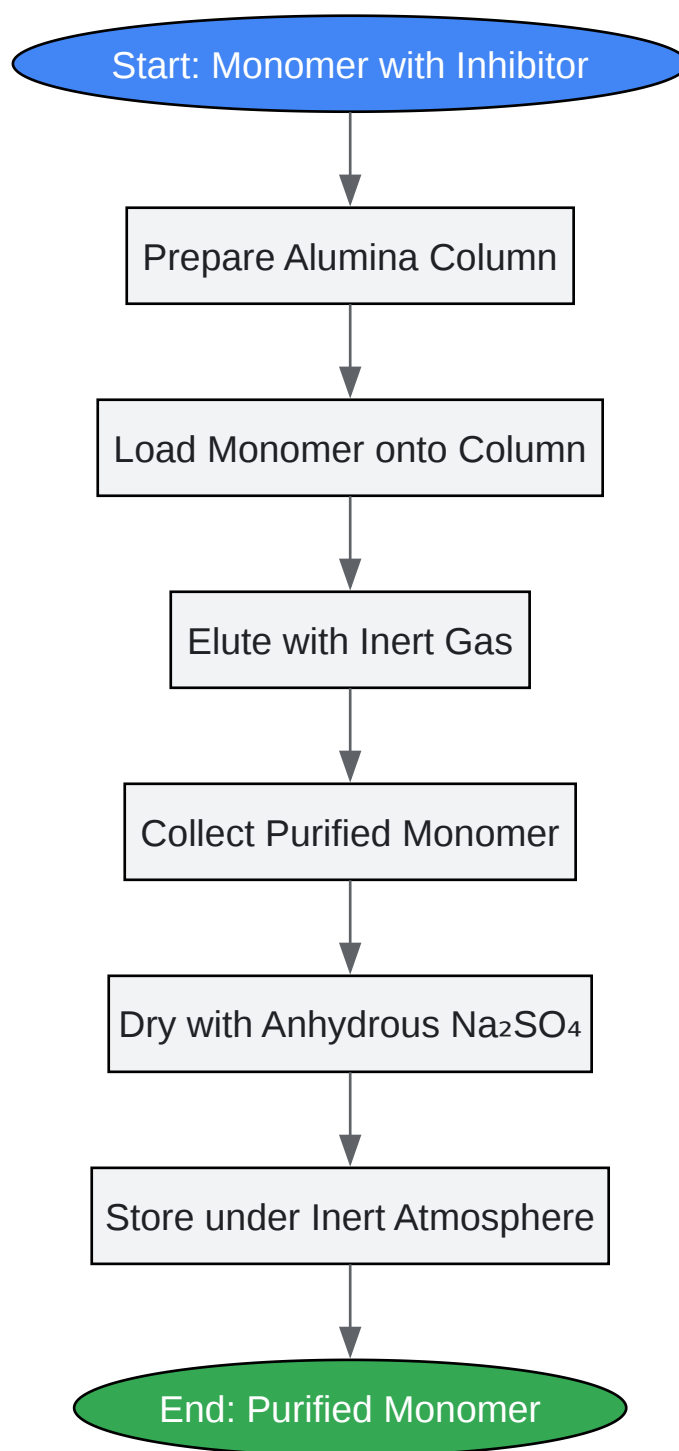 Start: Monomer with Inhibitor
Prepare Alumina Column
Load Monomer onto Column
Elute with Inert Gas
Collect Purified Monomer
Dry with Anhydrous Na₂SO₄
Store under Inert Atmosphere
End: Purified Monomer